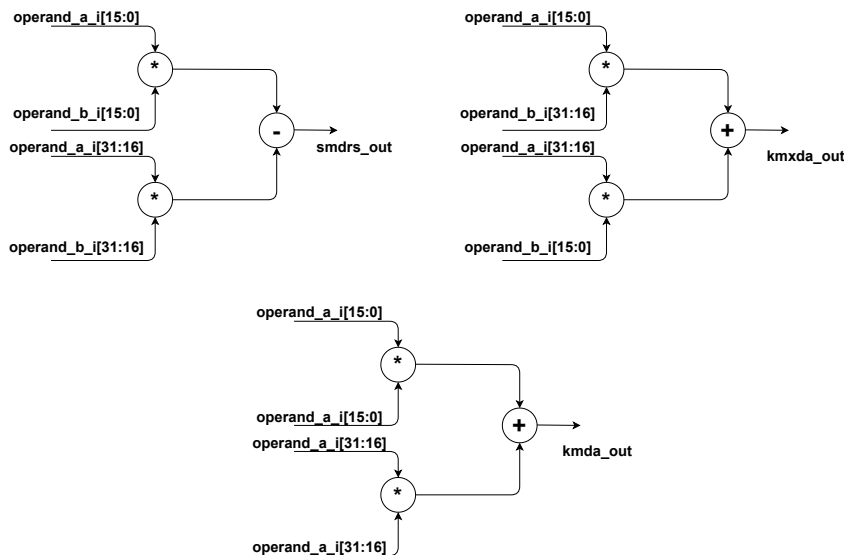 operand_a_i[15:0]
*
operand_b_i[15:0]
operand_a_i[31:16]
*
operand_b_i[31:16]
-
smdrs_out
operand_a_i[15:0]
*
operand_b_i[31:16]
operand_a_i[31:16]
*
operand_b_i[15:0]
+
kmxda_out
operand_a_i[15:0]
*
operand_a_i[15:0]
operand_a_i[31:16]
*
operand_a_i[31:16]
+
kmda_out